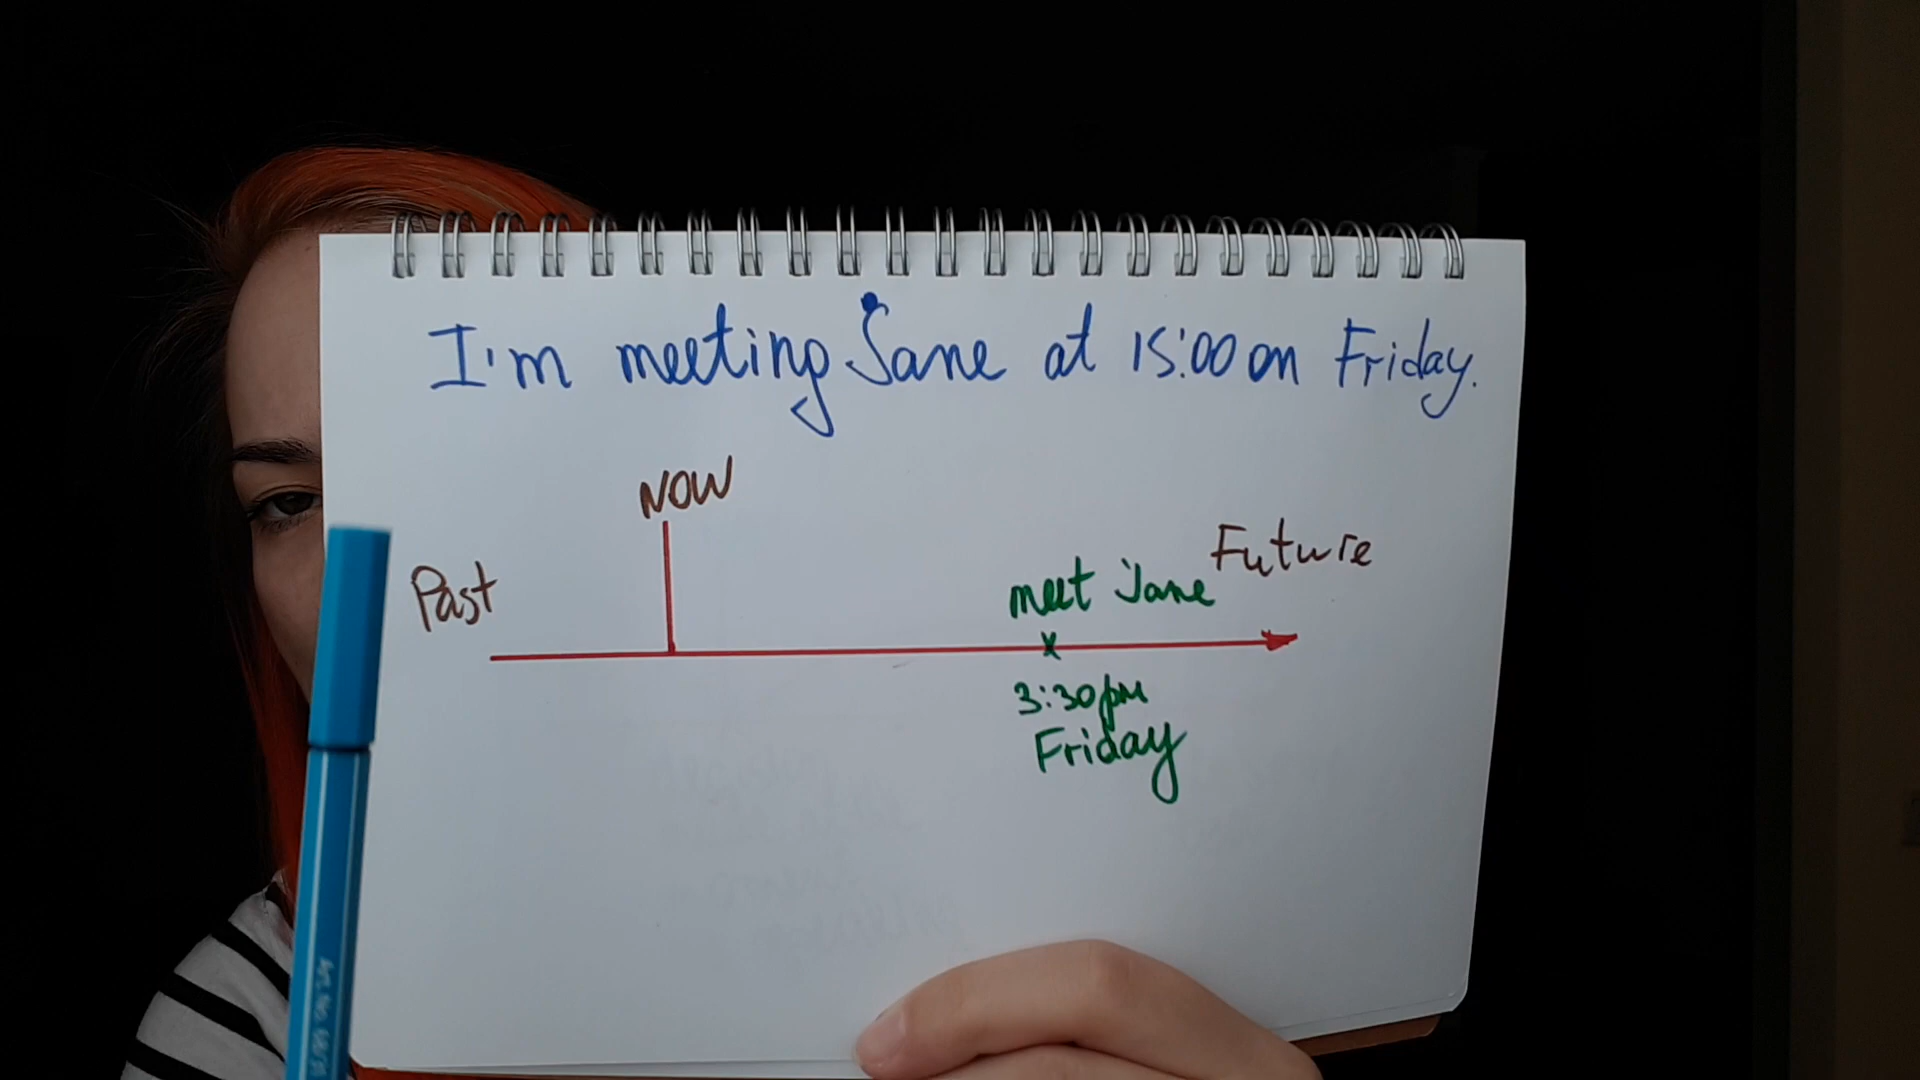 I'm meeting Jane at 15:00 on Friday.
NOW
Past
Future
meet Jane
x
3:30pm
Friday